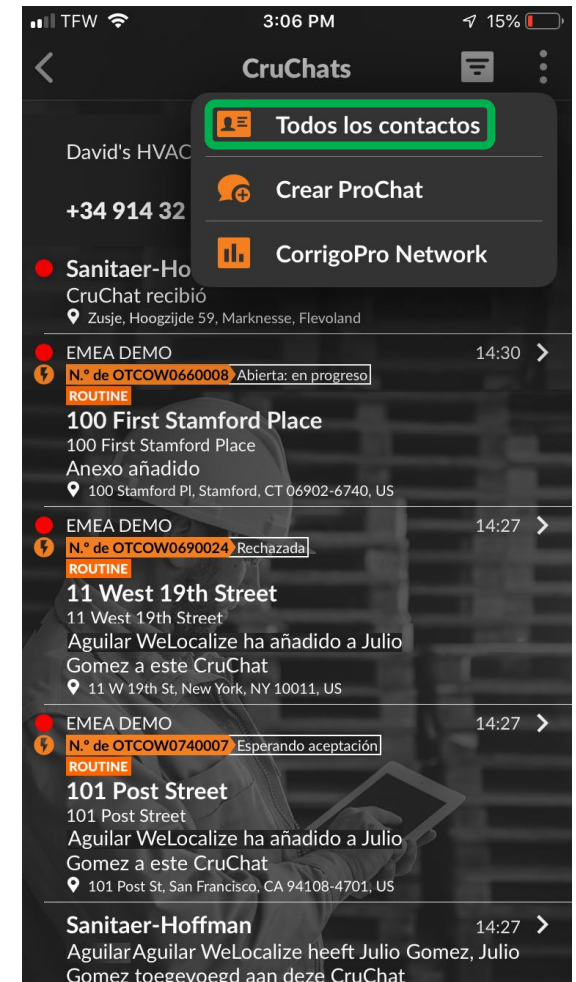 TFW 3:06 PM 15%
CruChats
Todos los contactos
Crear ProChat
CorrigoPro Network
David's HVAC
+34 914 32
Sanitaer-Ho
CruChat recibió
Zusje, Hoogzijde 59, Marknesse, Flevoland
EMEA DEMO 14:30
N.º de OTCOW0660008 Abierta: en progreso
ROUTINE
100 First Stamford Place
100 First Stamford Place
Anexo añadido
100 Stamford Pl, Stamford, CT 06902-6740, US
EMEA DEMO 14:27
N.º de OTCOW0690024 Rechazada
ROUTINE
11 West 19th Street
11 West 19th Street
Aguilar WeLocalize ha añadido a Julio
Gomez a este CruChat
11 W 19th St, New York, NY 10011, US
EMEA DEMO 14:27
N.º de OTCOW0740007 Esperando aceptación
ROUTINE
101 Post Street
101 Post Street
Aguilar WeLocalize ha añadido a Julio
Gomez a este CruChat
101 Post St, San Francisco, CA 94108-4701, US
Sanitaer-Hoffman 14:27
AguilarAguilar WeLocalize heeft Julio Gomez, Julio
Gomez toegevoegd aan deze CruChat